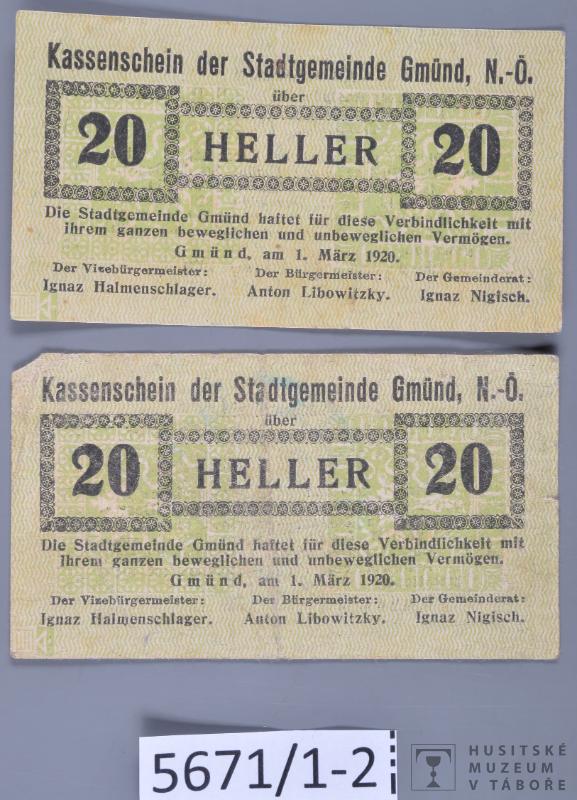 Kassenschein der Stadtgemeinde Gmünd, N.-Ö.
über
20 HELLER 20
Die Stadtgemeinde Gmünd haftet für diese Verbindlichkeit mit
ihrem ganzen beweglichen und unbeweglichen Vermögen.
Gmünd, am 1. März 1920.
Der Vizebürgermeister: Der Bürgermeister: Der Gemeinderat:
Ignaz Halmenschlager. Anton Libowitzky. Ignaz Nigisch.
Kassenschein der Stadtgemeinde Gmünd, N.-Ö.
über
20 HELLER 20
Die Stadtgemeinde Gmünd haftet für diese Verbindlichkeit mit
ihrem ganzen beweglichen und unbeweglichen Vermögen.
Gmünd, am 1. März 1920.
Der Vizebürgermeister: Der Bürgermeister: Der Gemeinderat:
Ignaz Halmenschlager. Anton Libowitzky. Ignaz Nigisch.
5671/1-2
HUSITSKÉ
MUZEUM
V TÁBOŘE